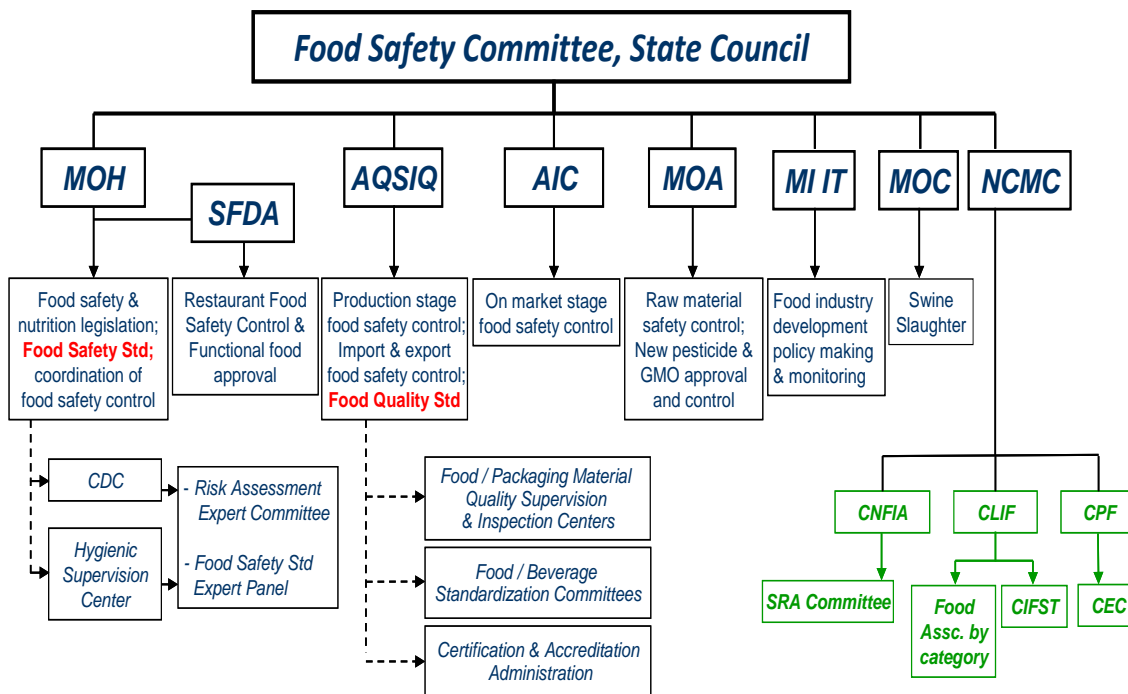 Food Safety Committee, State Council
MOH
SFDA
AQSIQ
AIC
MOA
MI IT
MOC
NCMC
Food safety &
nutrition legislation;
Food Safety Std;
coordination of
food safety control
Restaurant Food
Safety Control &
Functional food
approval
Production stage
food safety control;
Import & export
food safety control;
Food Quality Std
On market stage
food safety control
Raw material
safety control;
New pesticide &
GMO approval
and control
Food industry
development
policy making
& monitoring
Swine
Slaughter
CDC
Hygienic
Supervision
Center
- Risk Assessment
Expert Committee
- Food Safety Std
Expert Panel
Food / Packaging Material
Quality Supervision
& Inspection Centers
Food / Beverage
Standardization Committees
Certification & Accreditation
Administration
CNFIA
CLIF
CPF
SRA Committee
Food
Assc. by
category
CIFST
CEC